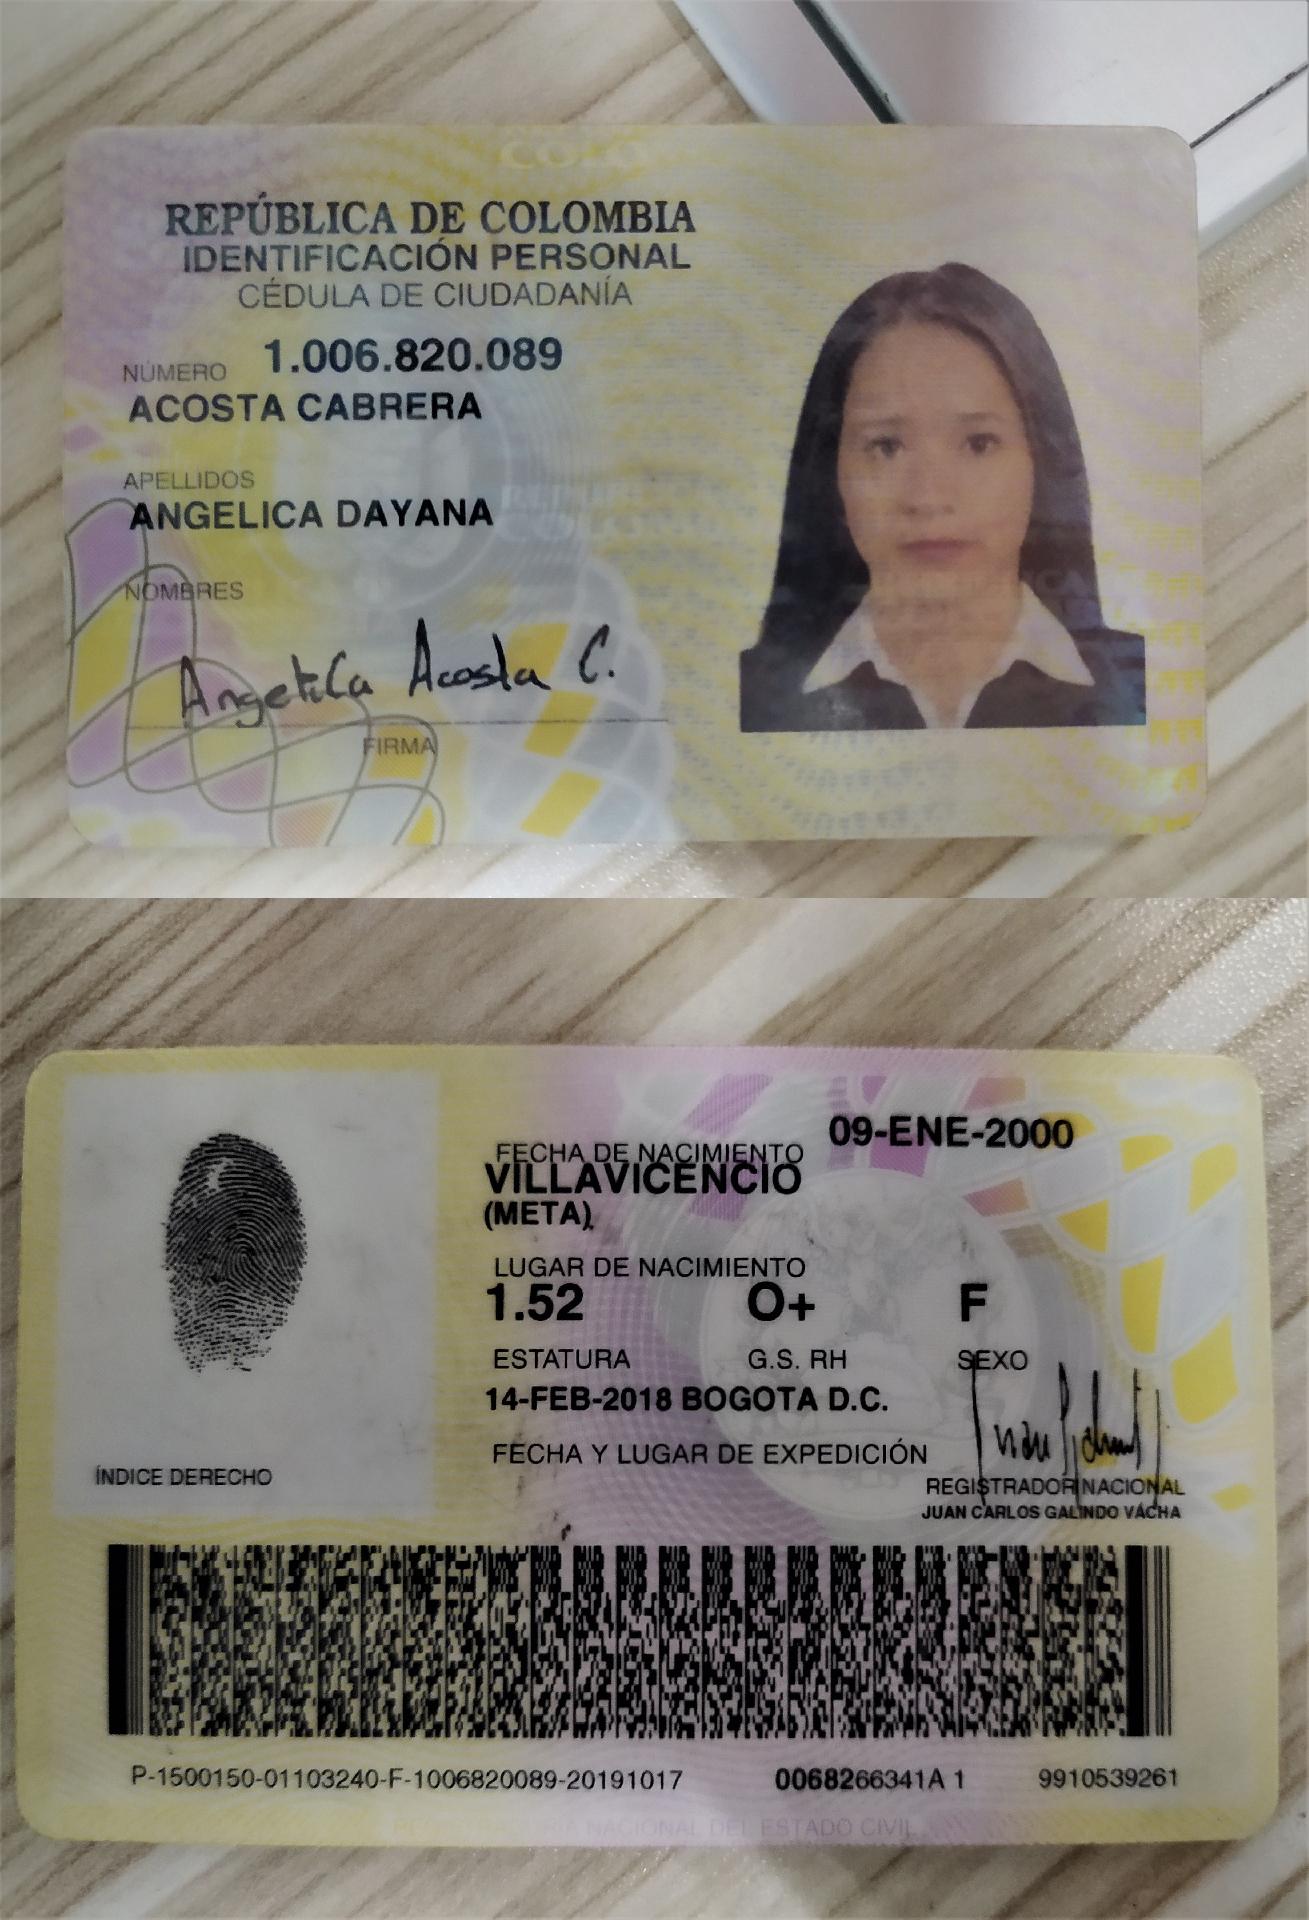 REPÚBLICA DE COLOMBIA
IDENTIFICACIÓN PERSONAL
CÉDULA DE CIUDADANÍA
NÚMERO 1.006.820.089
ACOSTA CABRERA
APELLIDOS
ANGELICA DAYANA
NOMBRES
Angelica Acosta C.
FIRMA
FECHA DE NACIMIENTO 09-ENE-2000
VILLAVICENCIO
(META)
LUGAR DE NACIMIENTO
1.52 O+ F
ESTATURA G.S. RH SEXO
14-FEB-2018 BOGOTA D.C.
FECHA Y LUGAR DE EXPEDICIÓN
ÍNDICE DERECHO
REGISTRADOR NACIONAL
JUAN CARLOS GALINDO VÁCHA
P-1500150-01103240-F-1006820089-20191017 0068266341A 1 9910539261
REGISTRADURIA NACIONAL DEL ESTADO CIVIL